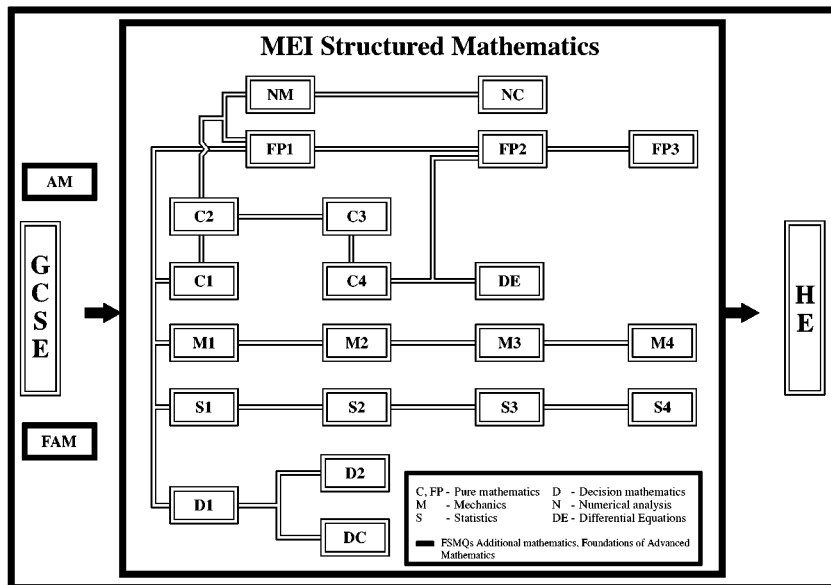 MEI Structured Mathematics
NM NC
FP1 FP2 FP3
AM
C2 C3
GCSE
C1 C4 DE
HE
M1 M2 M3 M4
S1 S2 S3 S4
FAM
D2
D1
DC
C, FP - Pure mathematics D - Decision mathematics
M - Mechanics N - Numerical analysis
S - Statistics DE - Differential Equations
FSMQs Additional mathematics, Foundations of Advanced
Mathematics